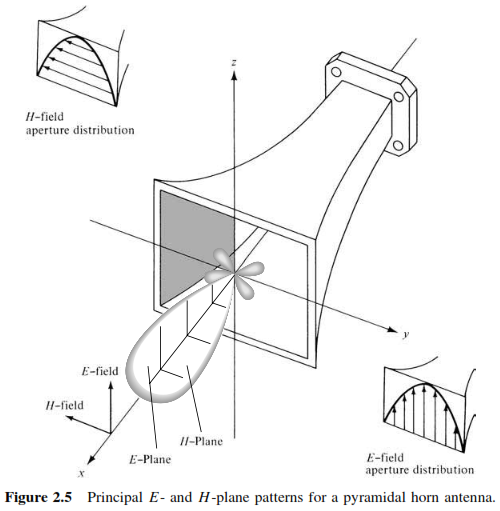 H-field
aperture distribution
z
y
E-field
H-field
x
H-Plane
E-Plane
E-field
aperture distribution
Figure 2.5 Principal E- and H-plane patterns for a pyramidal horn antenna.